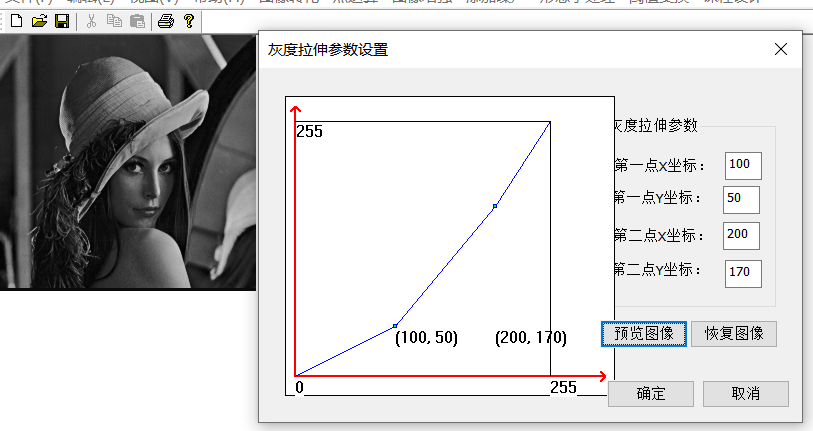 灰度拉伸参数设置
255
灰度拉伸参数
第一点X坐标： 100
第一点Y坐标： 50
第二点X坐标： 200
第二点Y坐标： 170
(100, 50) (200, 170)
预览图像 恢复图像
0 255
确定 取消